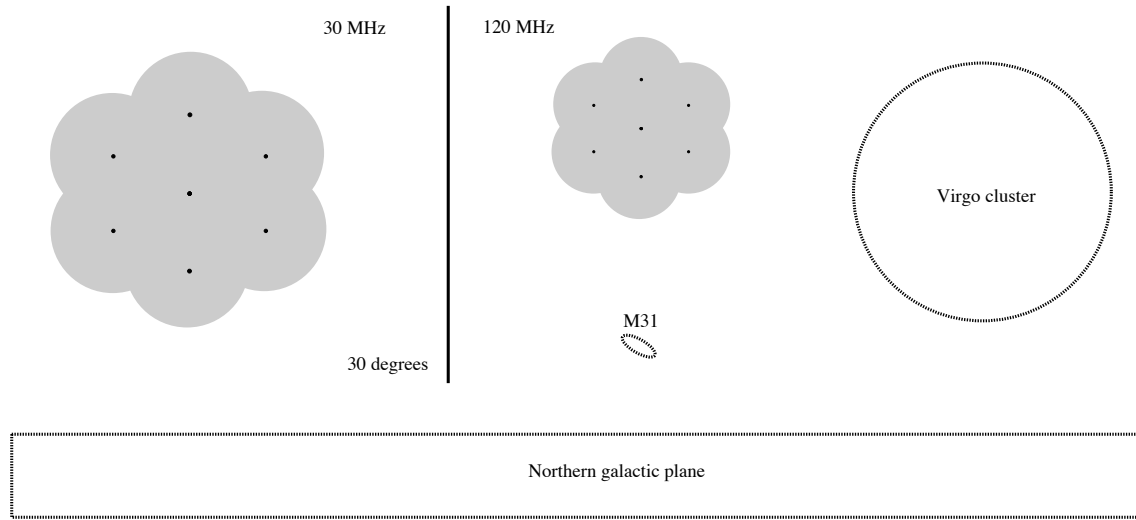 30 MHz
120 MHz
Virgo cluster
M31
30 degrees
Northern galactic plane